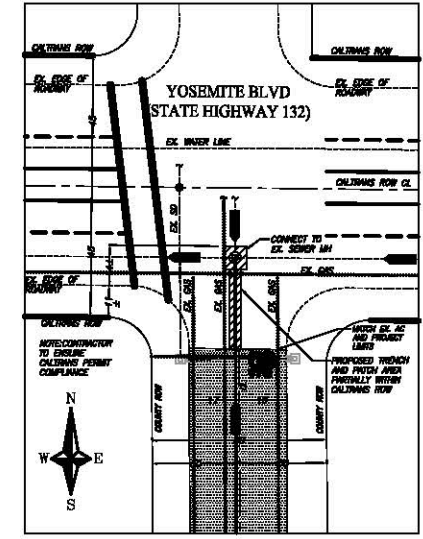 CALTRANS ROW
CALTRANS ROW
EX. EDGE OF
ROADWAY
EX. EDGE OF
ROADWAY
YOSEMITE BLVD
(STATE HIGHWAY 132)
EX. WATER LINE
CALTRANS ROW CL
EX. SD
CONNECT TO
EX. SEWER MH
EX. GAS
EX. EDGE OF
ROADWAY
EX. GAS
EX. GAS
EX. GAS
CALTRANS ROW
MATCH EX. AC
AND PROJECT
LIMITS
NOTE:CONTRACTOR
TO ENSURE
CALTRANS PERMIT
COMPLIANCE
PROPOSED TRENCH
AND PATCH AREA
PARTIALLY WITHIN
CALTRANS ROW
COUNTY ROW
COUNTY ROW
N
W E
S